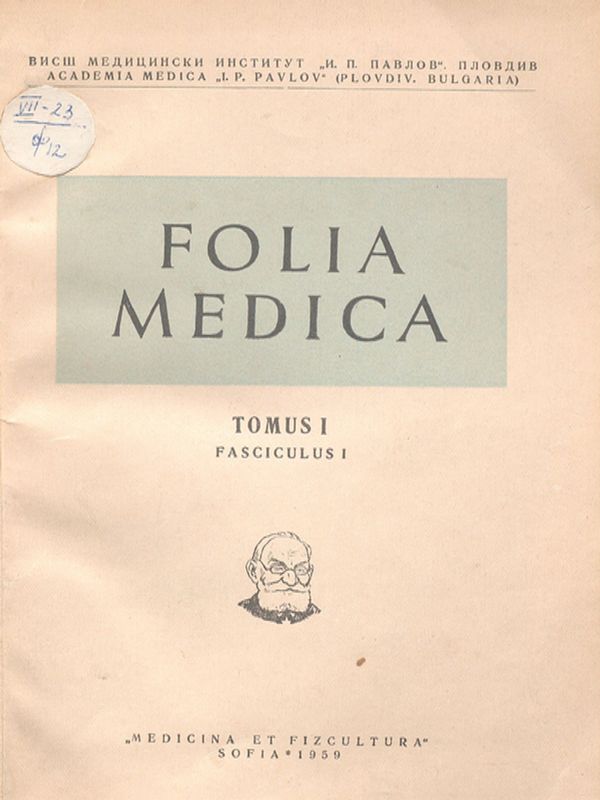 ВИСШ МЕДИЦИНСКИ ИНСТИТУТ „И. П. ПАВЛОВ“. ПЛОВДИВ
ACADEMIA MEDICA „I. P. PAVLOV“ (PLOVDIV. BULGARIA)
VII-23
ф12
FOLIA
MEDICA
TOMUS I
FASCICULUS I
„MEDICINA ET FIZCULTURA“
SOFIA*1959